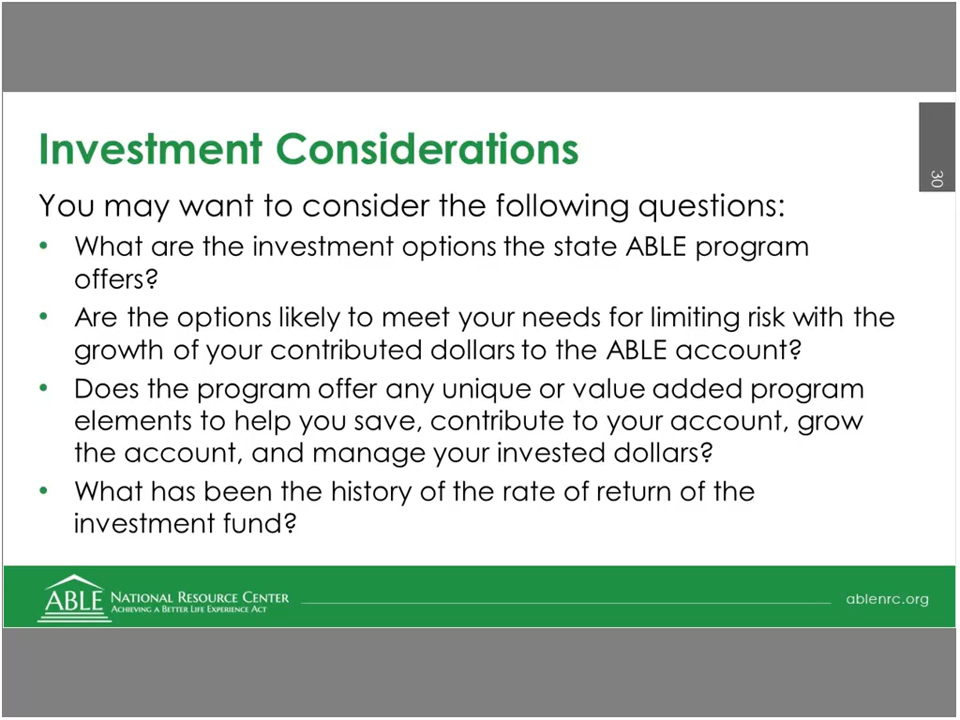 Investment Considerations
30
You may want to consider the following questions:
• What are the investment options the state ABLE program
offers?
• Are the options likely to meet your needs for limiting risk with the
growth of your contributed dollars to the ABLE account?
• Does the program offer any unique or value added program
elements to help you save, contribute to your account, grow
the account, and manage your invested dollars?
• What has been the history of the rate of return of the
investment fund?
ABLE NATIONAL RESOURCE CENTER
ACHIEVING A BETTER LIFE EXPERIENCE ACT
ablenrc.org